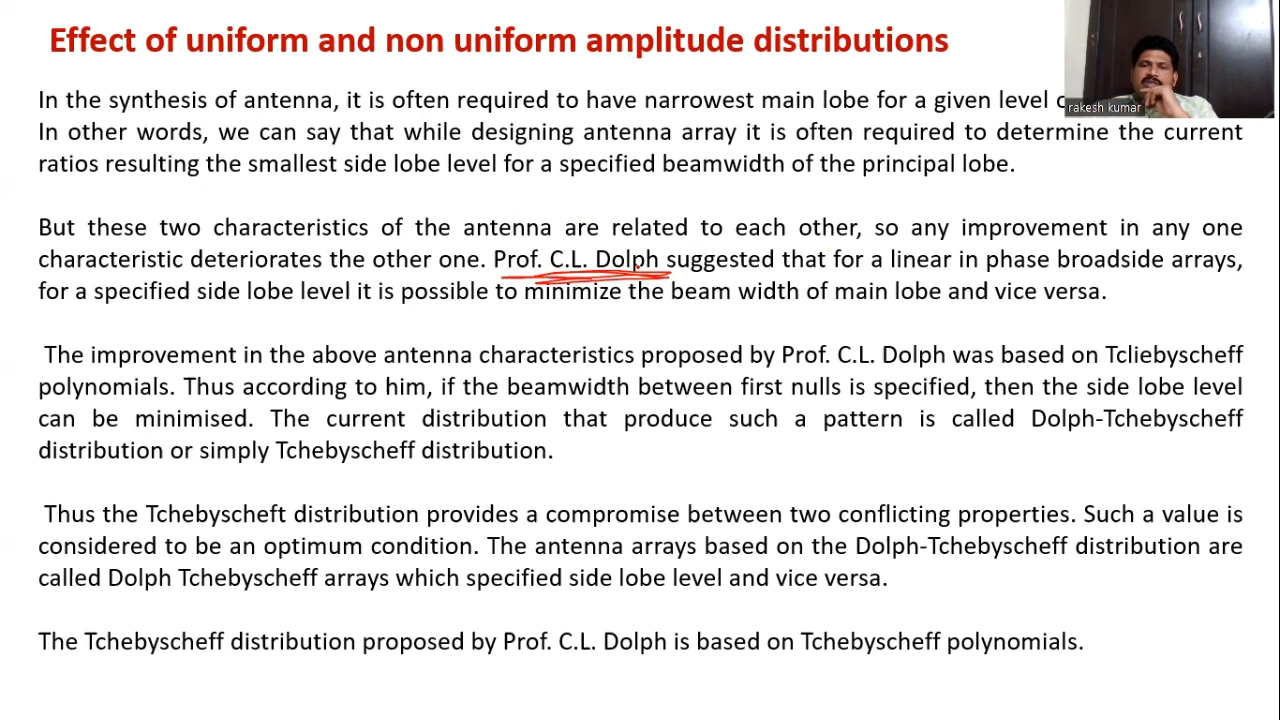 Effect of uniform and non uniform amplitude distributions
rakesh kumar
In the synthesis of antenna, it is often required to have narrowest main lobe for a given level
In other words, we can say that while designing antenna array it is often required to determine the current
ratios resulting the smallest side lobe level for a specified beamwidth of the principal lobe.
But these two characteristics of the antenna are related to each other, so any improvement in any one
characteristic deteriorates the other one. Prof. C.L. Dolph suggested that for a linear in phase broadside arrays,
for a specified side lobe level it is possible to minimize the beam width of main lobe and vice versa.
The improvement in the above antenna characteristics proposed by Prof. C.L. Dolph was based on Tcliebyscheff
polynomials. Thus according to him, if the beamwidth between first nulls is specified, then the side lobe level
can be minimised. The current distribution that produce such a pattern is called Dolph-Tchebyscheff
distribution or simply Tchebyscheff distribution.
Thus the Tchebyscheft distribution provides a compromise between two conflicting properties. Such a value is
considered to be an optimum condition. The antenna arrays based on the Dolph-Tchebyscheff distribution are
called Dolph Tchebyscheff arrays which specified side lobe level and vice versa.
The Tchebyscheff distribution proposed by Prof. C.L. Dolph is based on Tchebyscheff polynomials.